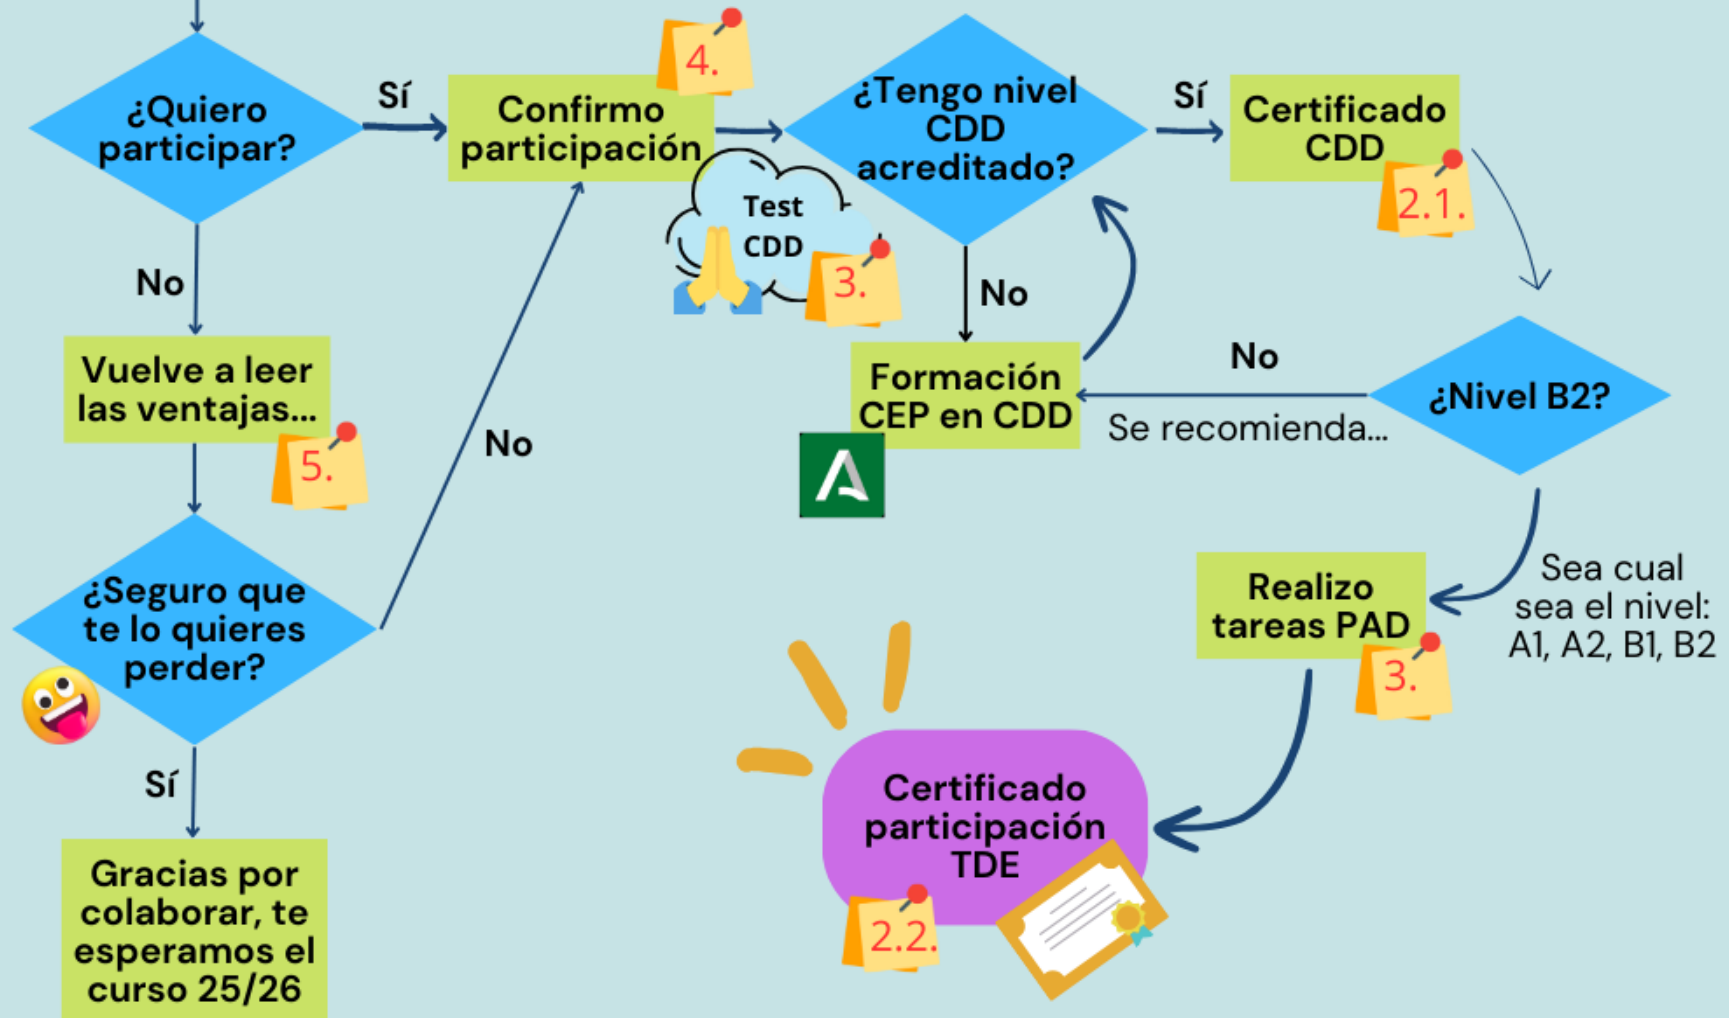 ¿Quiero
participar?
Sí
Confirmo
participación
4.
¿Tengo nivel
CDD
acreditado?
Sí
Certificado
CDD
2.1.
Test
CDD
3.
No
No
Vuelve a leer
las ventajas...
5.
No
Formación
CEP en CDD
No
Se recomienda...
¿Nivel B2?
¿Seguro que
te lo quieres
perder?
Realizo
tareas PAD
3.
Sea cual
sea el nivel:
A1, A2, B1, B2
Sí
Certificado
participación
TDE
2.2.
Gracias por
colaborar, te
esperamos el
curso 25/26